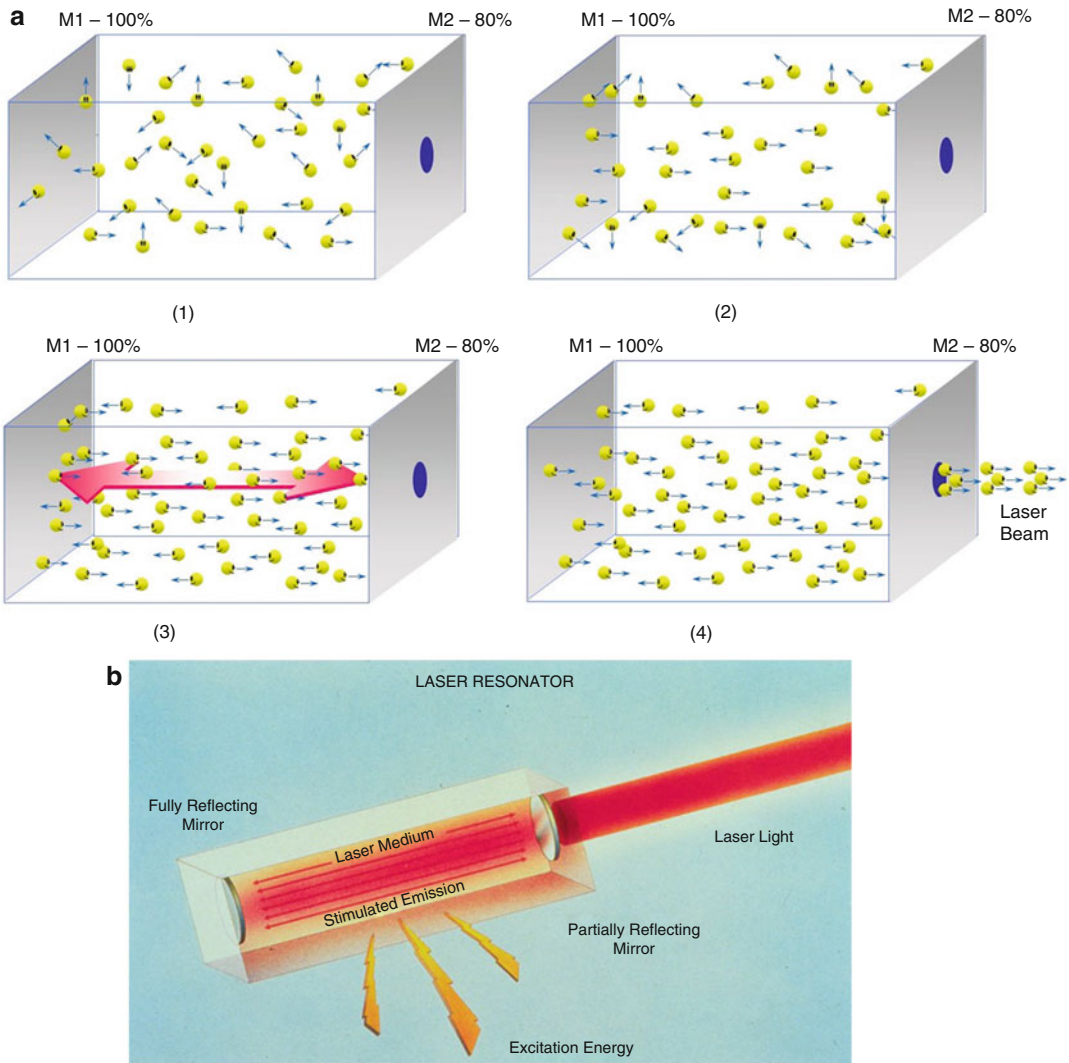 a
M1 – 100%
M2 – 80%
M1 – 100%
M2 – 80%
(1)
(2)
M1 – 100%
M2 – 80%
M1 – 100%
M2 – 80%
Laser
Beam
(3)
(4)
b
LASER RESONATOR
Fully Reflecting
Mirror
Laser Medium
Laser Light
Stimulated Emission
Partially Reflecting
Mirror
Excitation Energy